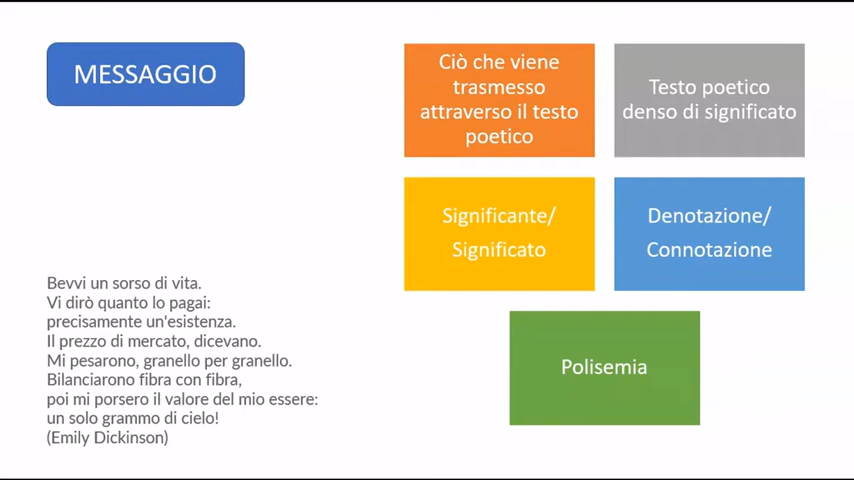 MESSAGGIO
Ciò che viene
trasmesso
attraverso il testo
poetico
Testo poetico
denso di significato
Significante/
Significato
Denotazione/
Connotazione
Polisemia
Bevvi un sorso di vita.
Vi dirò quanto lo pagai:
precisamente un'esistenza.
Il prezzo di mercato, dicevano.
Mi pesarono, granello per granello.
Bilanciarono fibra con fibra,
poi mi porsero il valore del mio essere:
un solo grammo di cielo!
(Emily Dickinson)